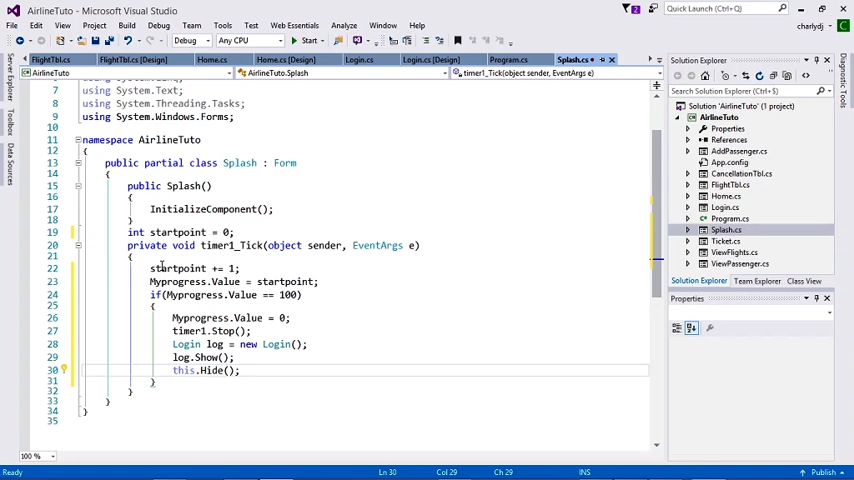 AirlineTuto - Microsoft Visual Studio
2
Quick Launch (Ctrl+Q)
File Edit View Project Build Debug Team Tools Test Web Essentials Analyze Window Help
charlydj
C
Debug Any CPU Start
FlightTbl.cs FlightTbl.cs [Design] Home.cs Home.cs [Design] Login.cs Login.cs [Design] Program.cs Splash.cs
AirlineTuto AirlineTuto.Splash timer1_Tick(object sender, EventArgs e)
Server Explorer
Toolbox
Data Sources
7 using System.Text;
8 using System.Threading.Tasks;
9 using System.Windows.Forms;
10
11 namespace AirlineTuto
12 {
13 public partial class Splash : Form
14 {
15 public Splash()
16 {
17 InitializeComponent();
18 }
19 int startpoint = 0;
20 private void timer1_Tick(object sender, EventArgs e)
21 {
22 startpoint += 1;
23 Myprogress.Value = startpoint;
24 if(Myprogress.Value == 100)
25 {
26 Myprogress.Value = 0;
27 timer1.Stop();
28 Login log = new Login();
29 log.Show();
30 this.Hide();
31 }
32 }
33 }
34 }
35
100 %
Solution Explorer
Search Solution Explorer (Ctrl+$)
Solution 'AirlineTuto' (1 project)
AirlineTuto
Properties
References
AddPassenger.cs
App.config
CancellationTbl.cs
FlightTbl.cs
Home.cs
Login.cs
Program.cs
Splash.cs
Ticket.cs
ViewFlights.cs
ViewPassenger.cs
Solution Explorer Team Explorer Class View
Properties
Diagnostic Tools
Ready Ln 30 Col 29 Ch 29 INS Publish